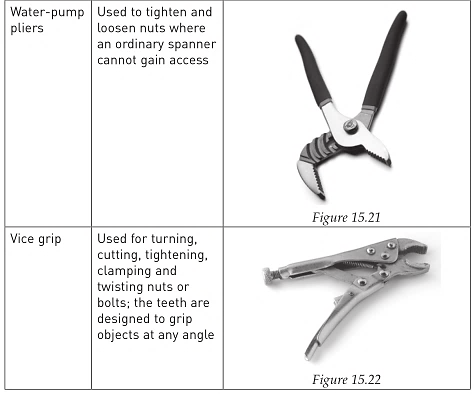 Water-pump
pliers
Used to tighten and
loosen nuts where
an ordinary spanner
cannot gain access
Figure 15.21
Vice grip
Used for turning,
cutting, tightening,
clamping and
twisting nuts or
bolts; the teeth are
designed to grip
objects at any angle
Figure 15.22